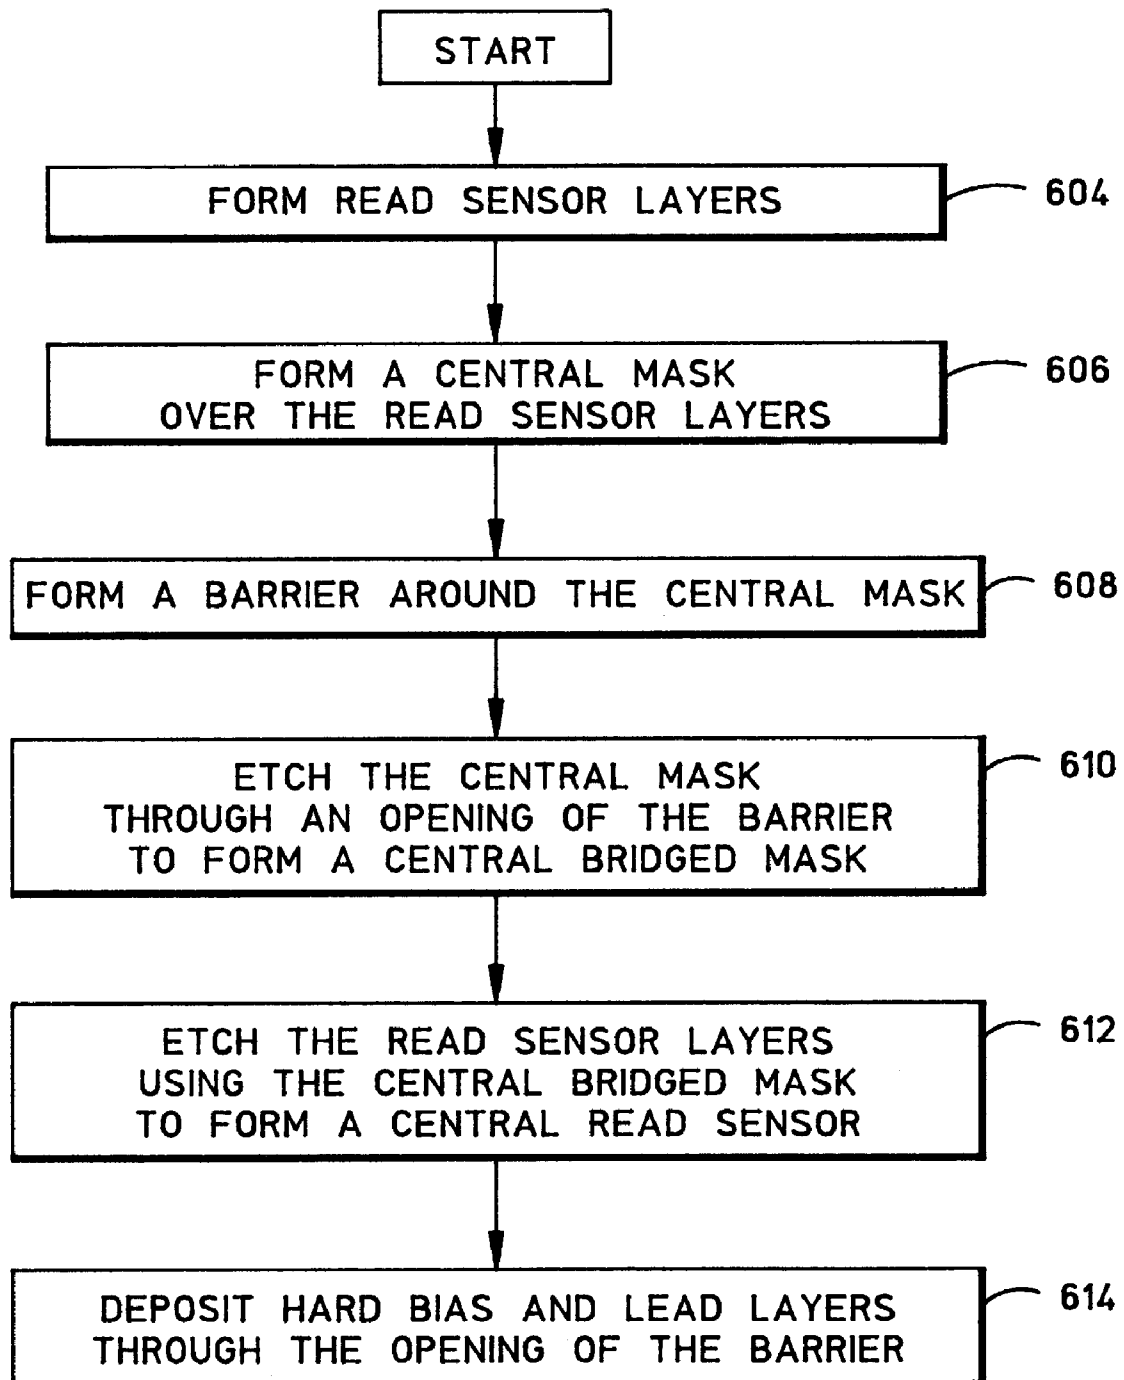 START
FORM READ SENSOR LAYERS
604
FORM A CENTRAL MASK
OVER THE READ SENSOR LAYERS
606
FORM A BARRIER AROUND THE CENTRAL MASK
608
ETCH THE CENTRAL MASK
THROUGH AN OPENING OF THE BARRIER
TO FORM A CENTRAL BRIDGED MASK
610
ETCH THE READ SENSOR LAYERS
USING THE CENTRAL BRIDGED MASK
TO FORM A CENTRAL READ SENSOR
612
DEPOSIT HARD BIAS AND LEAD LAYERS
THROUGH THE OPENING OF THE BARRIER
614